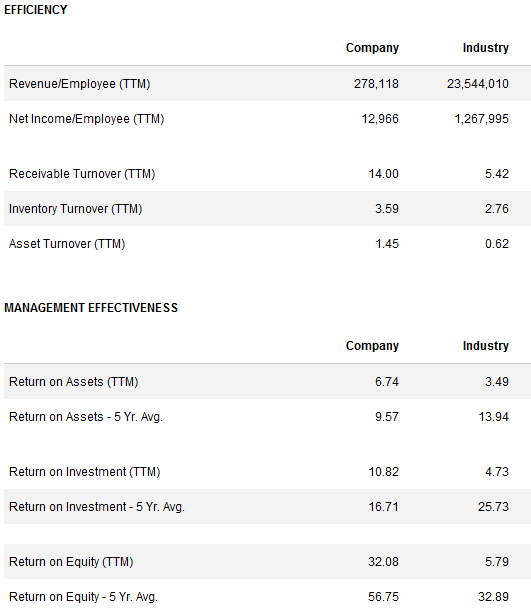 EFFICIENCY
Company Industry
Revenue/Employee (TTM) 278,118 23,544,010
Net Income/Employee (TTM) 12,966 1,267,995
Receivable Turnover (TTM) 14.00 5.42
Inventory Turnover (TTM) 3.59 2.76
Asset Turnover (TTM) 1.45 0.62
MANAGEMENT EFFECTIVENESS
Company Industry
Return on Assets (TTM) 6.74 3.49
Return on Assets - 5 Yr. Avg. 9.57 13.94
Return on Investment (TTM) 10.82 4.73
Return on Investment - 5 Yr. Avg. 16.71 25.73
Return on Equity (TTM) 32.08 5.79
Return on Equity - 5 Yr. Avg. 56.75 32.89